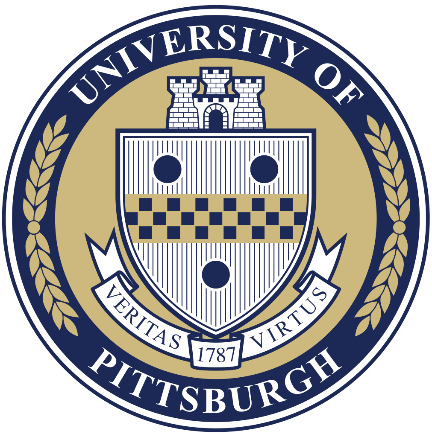 UNIVERSITY OF
VERITAS
1787
VIRTUS
PITTSBURGH